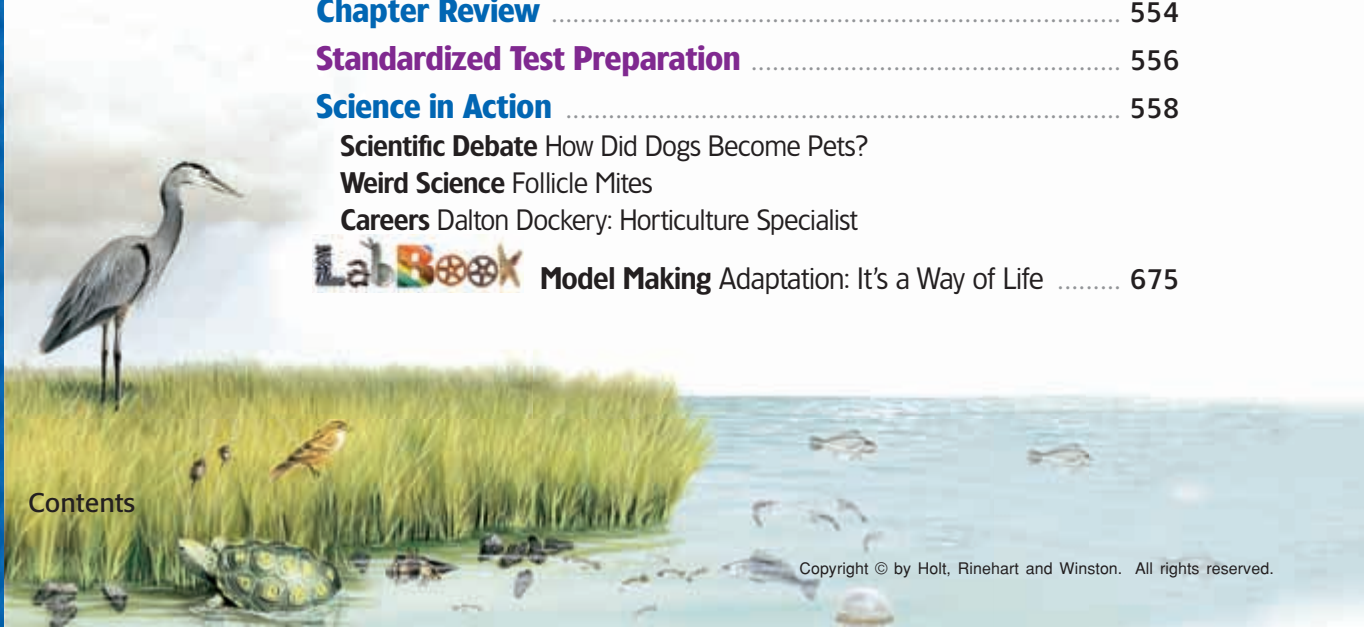 Chapter Review ........ 554
Standardized Test Preparation ........ 556
Science in Action ........ 558
Scientific Debate How Did Dogs Become Pets?
Weird Science Follicle Mites
Careers Dalton Dockery: Horticulture Specialist
LabBook Model Making Adaptation: It's a Way of Life ........ 675
Contents
Copyright © by Holt, Rinehart and Winston. All rights reserved.